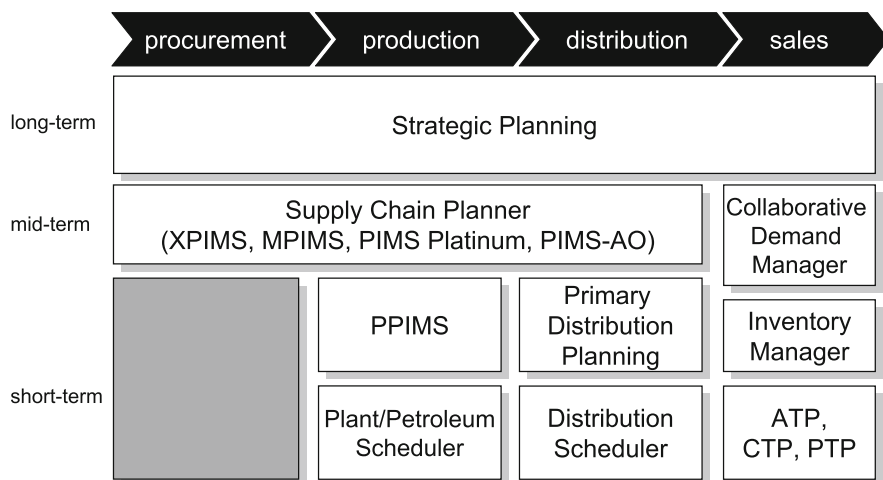 procurement
production
distribution
sales
long-term
Strategic Planning
mid-term
Supply Chain Planner
(XPIMS, MPIMS, PIMS Platinum, PIMS-AO)
Collaborative
Demand
Manager
short-term
PPIMS
Primary
Distribution
Planning
Inventory
Manager
Plant/Petroleum
Scheduler
Distribution
Scheduler
ATP,
CTP, PTP